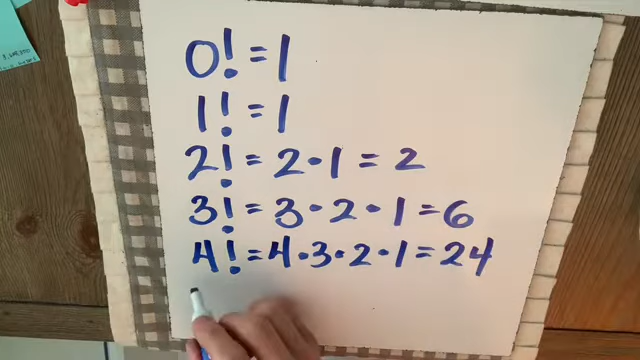 0! = 1
1! = 1
2! = 2 · 1 = 2
3! = 3 · 2 · 1 = 6
4! = 4 · 3 · 2 · 1 = 24